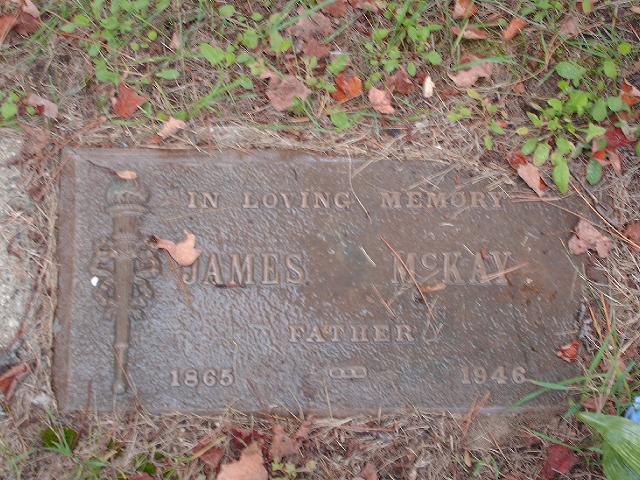 IN LOVING MEMORY
JAMES McKAY
FATHER
1865 1946